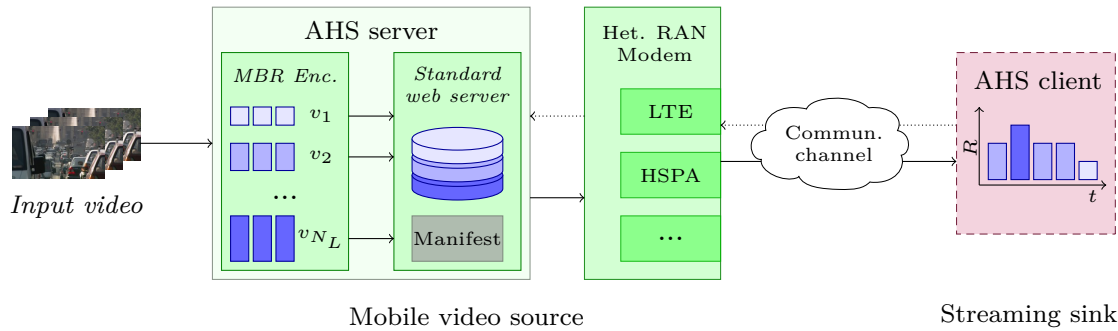 AHS server
MBR Enc.
v1
v2
...
vNL
Standard
web server
Manifest
Input video
Het. RAN
Modem
LTE
HSPA
...
Commun.
channel
AHS client
R
t
Mobile video source
Streaming sink